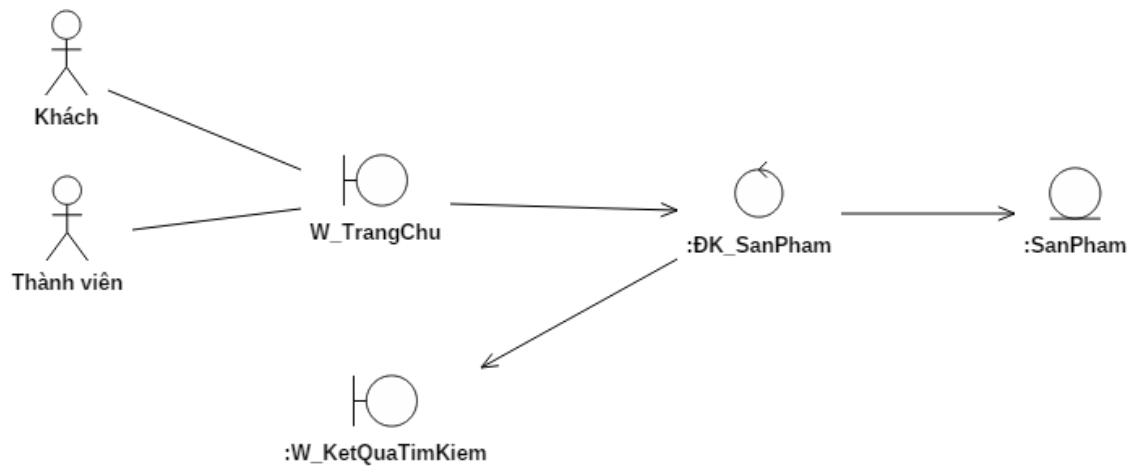 Khách
Thành viên
W_TrangChu
:ĐK_SanPham
:SanPham
:W_KetQuaTimKiem